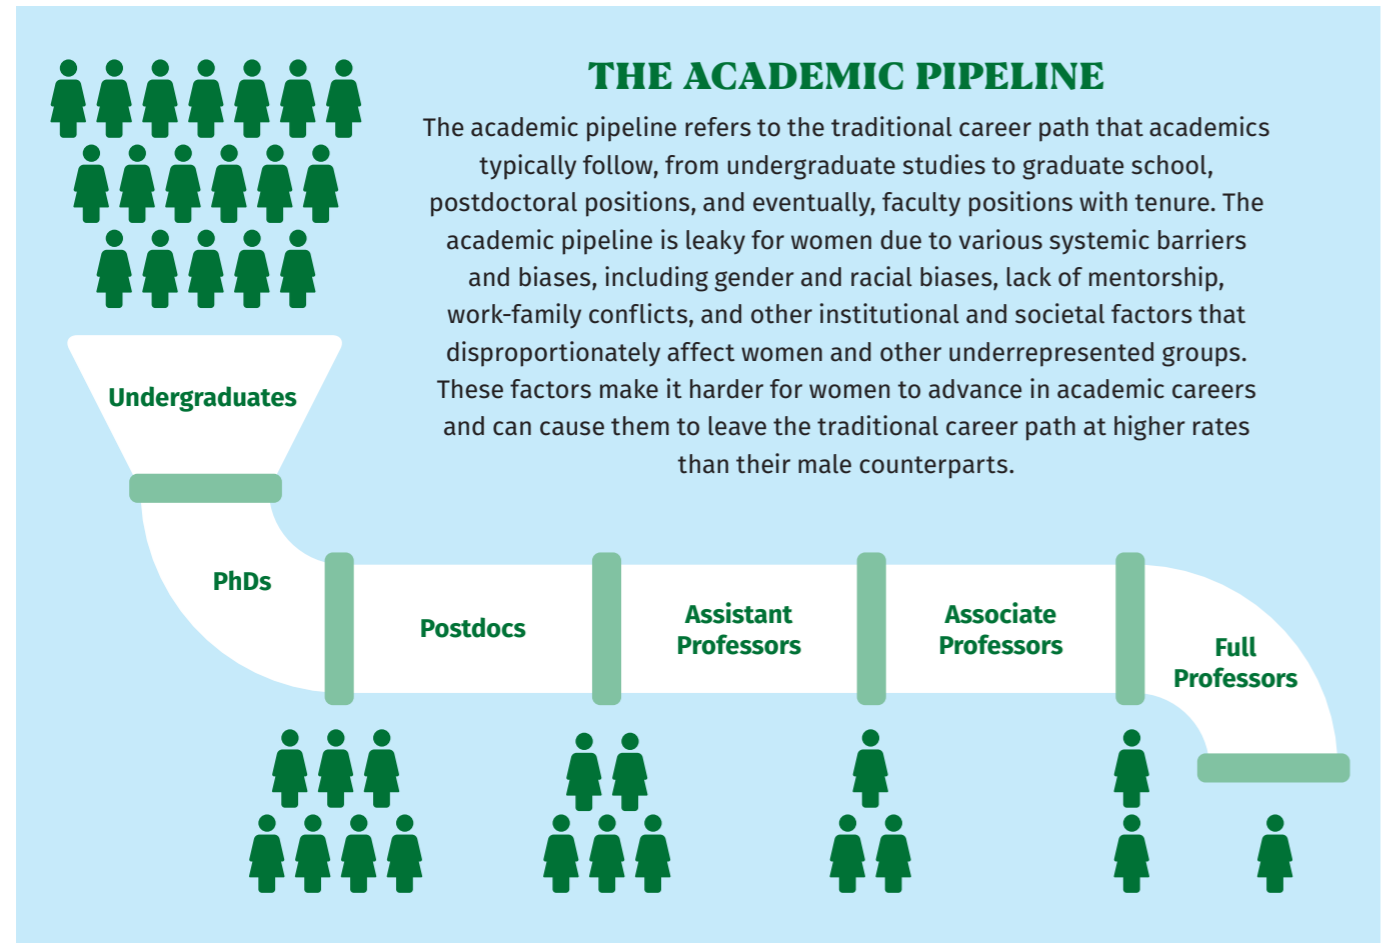 THE ACADEMIC PIPELINE
The academic pipeline refers to the traditional career path that academics
typically follow, from undergraduate studies to graduate school,
postdoctoral positions, and eventually, faculty positions with tenure. The
academic pipeline is leaky for women due to various systemic barriers
and biases, including gender and racial biases, lack of mentorship,
work-family conflicts, and other institutional and societal factors that
disproportionately affect women and other underrepresented groups.
These factors make it harder for women to advance in academic careers
and can cause them to leave the traditional career path at higher rates
than their male counterparts.
Undergraduates
PhDs
Postdocs
Assistant
Professors
Associate
Professors
Full
Professors